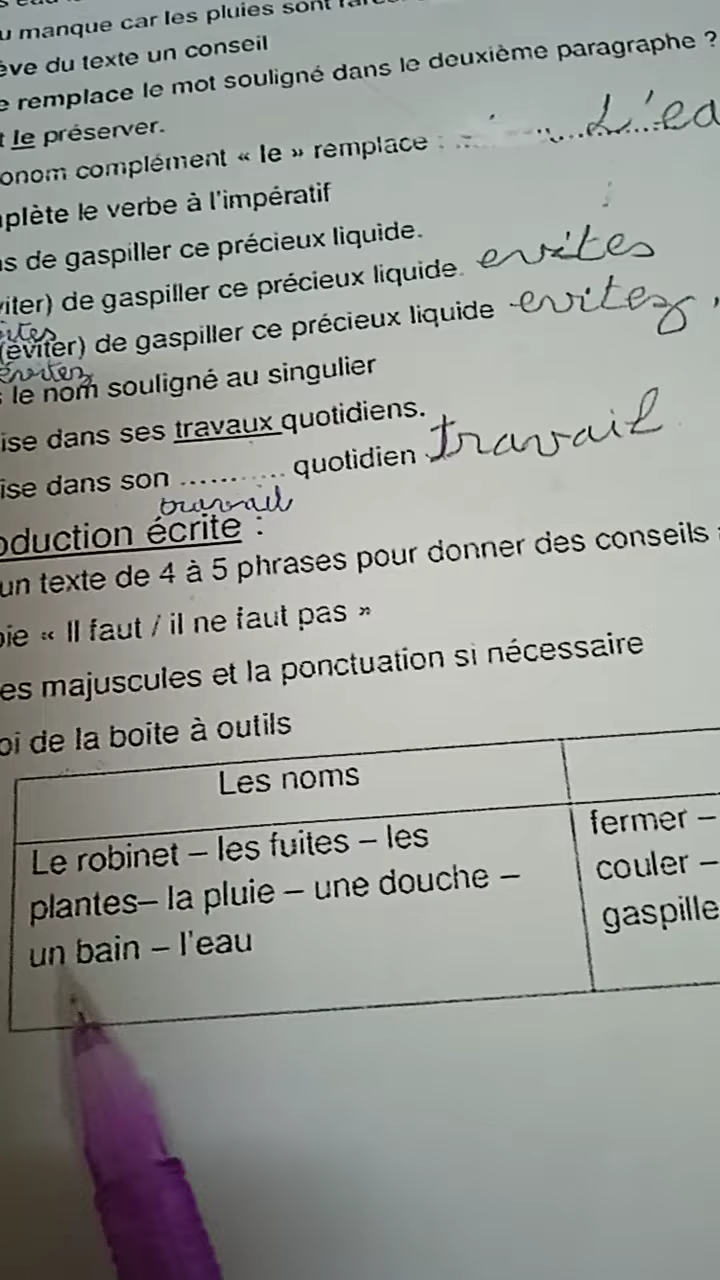 u manque car les pluies sont
ève du texte un conseil
e remplace le mot souligné dans le deuxième paragraphe ?
t le préserver.
onom complément « le » remplace : L'ea
plète le verbe à l'impératif
s de gaspiller ce précieux liquide.
iter) de gaspiller ce précieux liquide. evites
ites
(éviter) de gaspiller ce précieux liquide evitez
evitez
le nom souligné au singulier
ise dans ses travaux quotidiens.
ise dans son ........... quotidien travail
travail
oduction écrite :
un texte de 4 à 5 phrases pour donner des conseils
oie « Il faut / il ne faut pas »
es majuscules et la ponctuation si nécessaire
oi de la boite à outils
Les noms
Le robinet – les fuites – les
plantes– la pluie – une douche –
un bain – l'eau
fermer –
couler –
gaspille